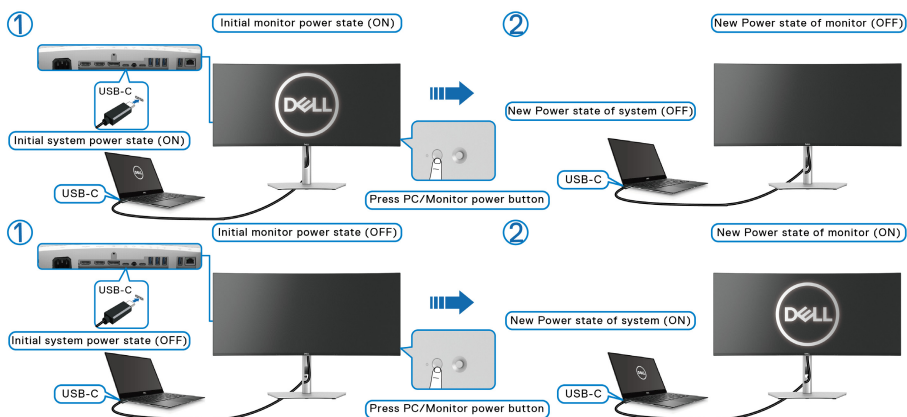 1
Initial monitor power state (ON)
USB-C
Initial system power state (ON)
DELL
DELL
USB-C
Press PC/Monitor power button
2
New Power state of monitor (OFF)
New Power state of system (OFF)
USB-C
1
Initial monitor power state (OFF)
USB-C
Initial system power state (OFF)
USB-C
Press PC/Monitor power button
2
New Power state of monitor (ON)
New Power state of system (ON)
DELL
DELL
USB-C